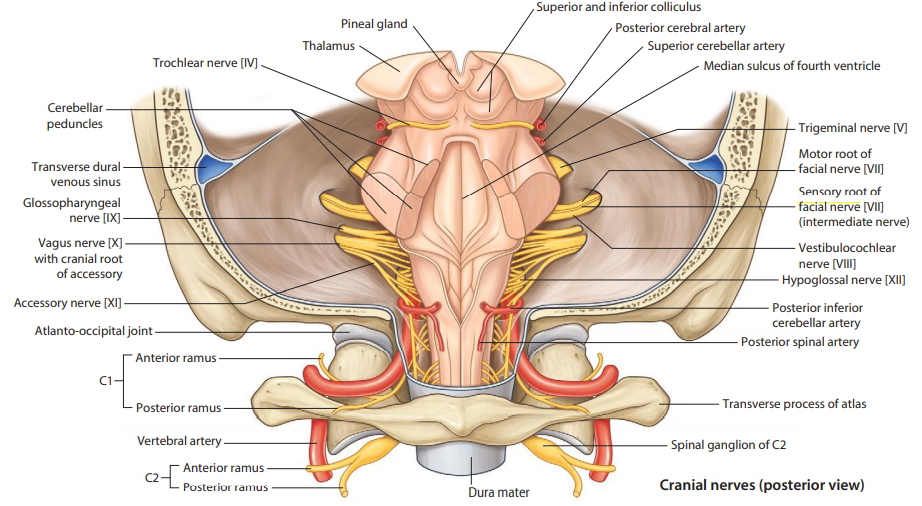 Superior and inferior colliculus
Pineal gland
Posterior cerebral artery
Thalamus
Superior cerebellar artery
Trochlear nerve [IV]
Median sulcus of fourth ventricle
Cerebellar
peduncles
Trigeminal nerve [V]
Transverse dural
venous sinus
Motor root of
facial nerve [VII]
Glossopharyngeal
nerve [IX]
Sensory root of
facial nerve [VII]
(intermediate nerve)
Vagus nerve [X]
with cranial root
of accessory
Vestibulocochlear
nerve [VIII]
Hypoglossal nerve [XII]
Accessory nerve [XI]
Posterior inferior
cerebellar artery
Atlanto-occipital joint
Posterior spinal artery
Anterior ramus
C1
Posterior ramus
Transverse process of atlas
Vertebral artery
Spinal ganglion of C2
Anterior ramus
C2
Posterior ramus
Dura mater
Cranial nerves (posterior view)